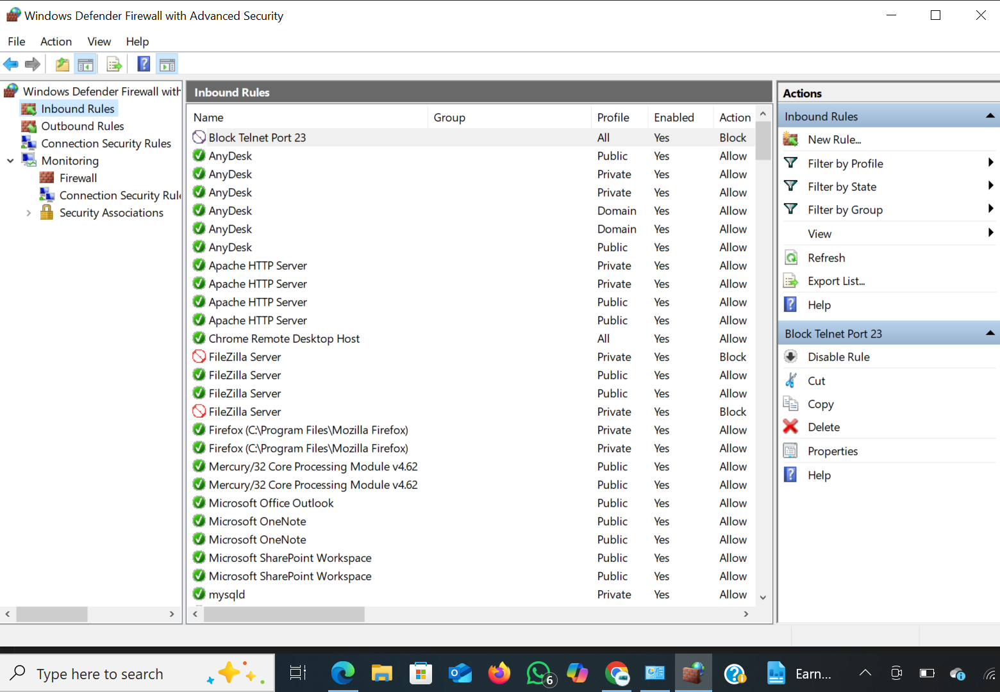 Windows Defender Firewall with Advanced Security
File Action View Help
Windows Defender Firewall with
Inbound Rules
Outbound Rules
Connection Security Rules
Monitoring
Firewall
Connection Security Rul
Security Associations
Inbound Rules
Name Group Profile Enabled Action
Block Telnet Port 23 All Yes Block
AnyDesk Public Yes Allow
AnyDesk Private Yes Allow
AnyDesk Private Yes Allow
AnyDesk Domain Yes Allow
AnyDesk Domain Yes Allow
AnyDesk Public Yes Allow
Apache HTTP Server Private Yes Allow
Apache HTTP Server Private Yes Allow
Apache HTTP Server Public Yes Allow
Apache HTTP Server Public Yes Allow
Chrome Remote Desktop Host All Yes Allow
FileZilla Server Private Yes Block
FileZilla Server Public Yes Allow
FileZilla Server Public Yes Allow
FileZilla Server Private Yes Block
Firefox (C:\Program Files\Mozilla Firefox) Private Yes Allow
Firefox (C:\Program Files\Mozilla Firefox) Private Yes Allow
Mercury/32 Core Processing Module v4.62 Public Yes Allow
Mercury/32 Core Processing Module v4.62 Public Yes Allow
Microsoft Office Outlook Public Yes Allow
Microsoft OneNote Public Yes Allow
Microsoft OneNote Public Yes Allow
Microsoft SharePoint Workspace Public Yes Allow
Microsoft SharePoint Workspace Public Yes Allow
mysqld Private Yes Allow
Actions
Inbound Rules
New Rule...
Filter by Profile
Filter by State
Filter by Group
View
Refresh
Export List...
Help
Block Telnet Port 23
Disable Rule
Cut
Copy
Delete
Properties
Help
Type here to search
6
Earn...